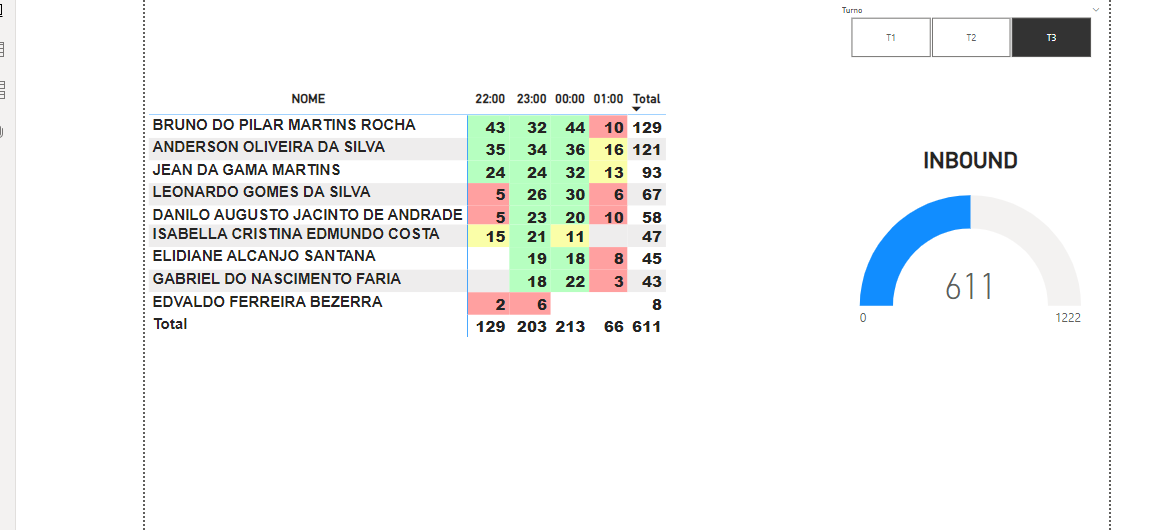 Turno
T1 T2 T3
NOME 22:00 23:00 00:00 01:00 Total
BRUNO DO PILAR MARTINS ROCHA 43 32 44 10 129
ANDERSON OLIVEIRA DA SILVA 35 34 36 16 121
JEAN DA GAMA MARTINS 24 24 32 13 93
LEONARDO GOMES DA SILVA 5 26 30 6 67
DANILO AUGUSTO JACINTO DE ANDRADE 5 23 20 10 58
ISABELLA CRISTINA EDMUNDO COSTA 15 21 11 47
ELIDIANE ALCANJO SANTANA 19 18 8 45
GABRIEL DO NASCIMENTO FARIA 18 22 3 43
EDVALDO FERREIRA BEZERRA 2 6 8
Total 129 203 213 66 611
INBOUND
611
0 1222